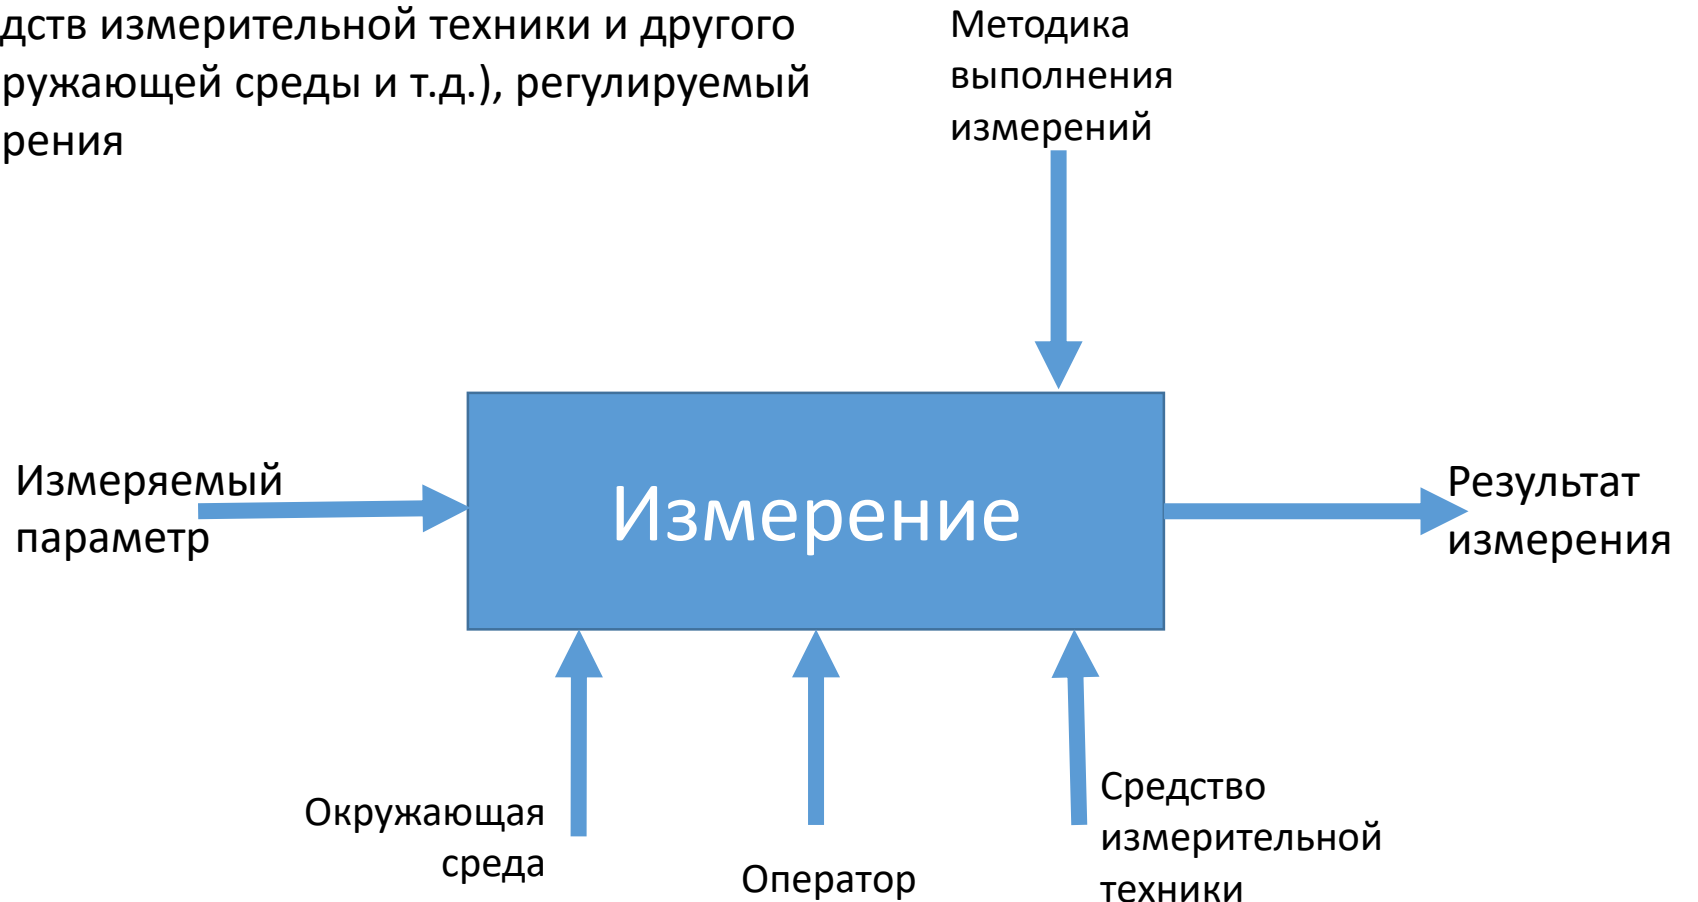 дств измерительной техники и другого
ружающей среды и т.д.), регулируемый
рения
Методика
выполнения
измерений
Измеряемый
параметр
Измерение
Результат
измерения
Окружающая
среда
Оператор
Средство
измерительной
техники